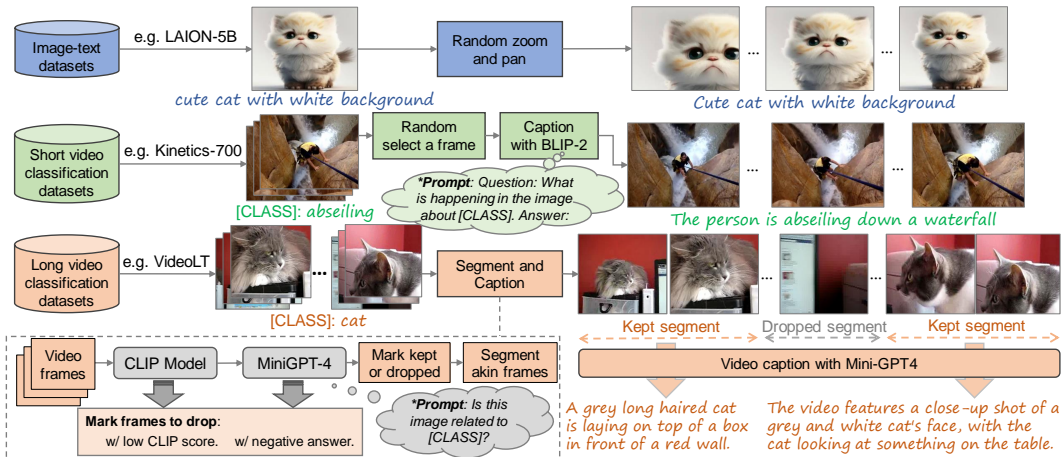 Image-text
datasets
e.g. LAION-5B
cute cat with white background
Random zoom
and pan
...
...
Cute cat with white background
Short video
classification
datasets
e.g. Kinetics-700
[CLASS]: abseiling
Random
select a frame
Caption
with BLIP-2
*Prompt: Question: What
is happening in the image
about [CLASS]. Answer:
...
...
The person is abseiling down a waterfall
Long video
classification
datasets
e.g. VideoLT
...
[CLASS]: cat
Segment and
Caption
...
...
Kept segment
Dropped segment
Kept segment
Video caption with Mini-GPT4
A grey long haired cat
is laying on top of a box
in front of a red wall.
The video features a close-up shot of a
grey and white cat's face, with the
cat looking at something on the table.
Video
frames
CLIP Model
MiniGPT-4
Mark kept
or dropped
Segment
akin frames
Mark frames to drop:
w/ low CLIP score.
w/ negative answer.
*Prompt: Is this
image related to
[CLASS]?